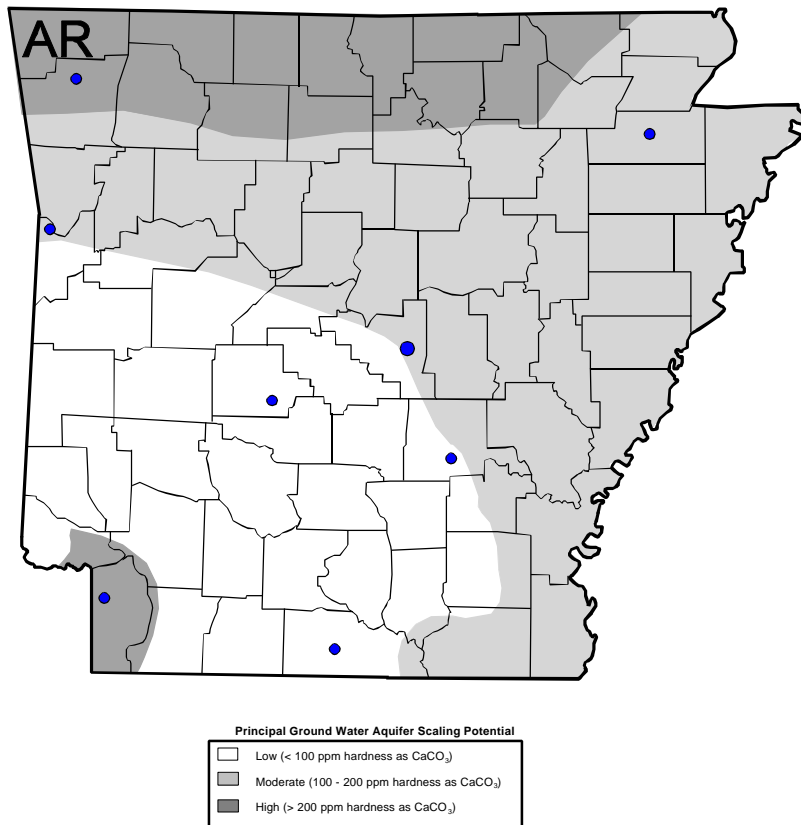 AR
Principal Ground Water Aquifer Scaling Potential
Low (< 100 ppm hardness as CaCO₃)
Moderate (100 - 200 ppm hardness as CaCO₃)
High (> 200 ppm hardness as CaCO₃)